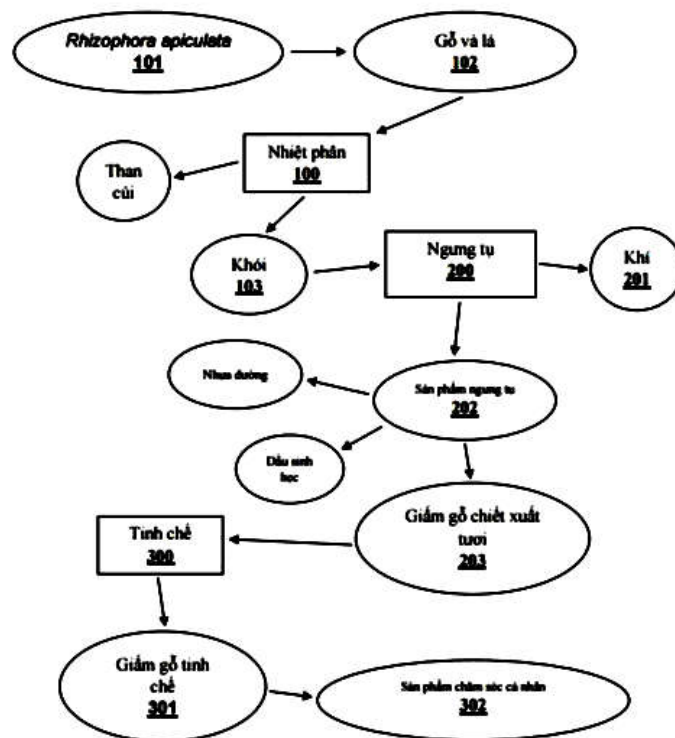 Rhizophora apiculata
101
Gỗ và lá
102
Nhiệt phân
100
Than
củi
Khói
103
Ngưng tụ
200
Khí
201
Nhựa đường
Sản phẩm ngưng tụ
202
Dầu sinh
học
Giấm gỗ chiết xuất
tươi
203
Tinh chế
300
Giấm gỗ tinh
chế
301
Sản phẩm chăm sóc cá nhân
302